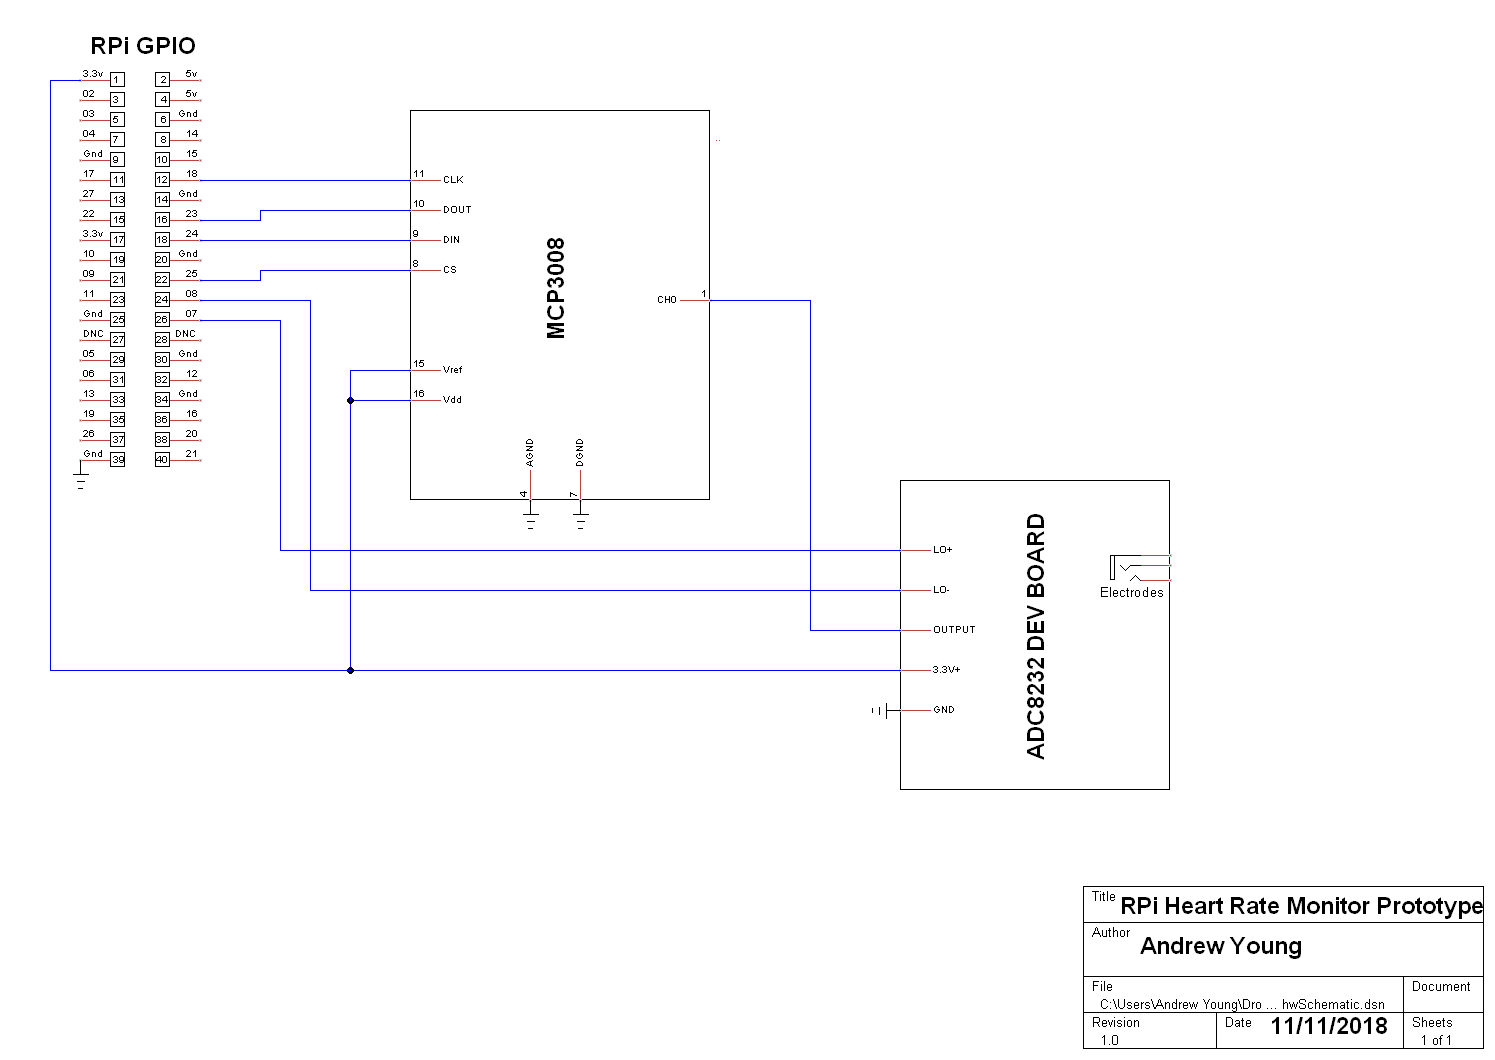 RPi GPIO
3.3v 1 2 5v
02 3 4 5v
03 5 6 Gnd
04 7 8 14
Gnd 9 10 15
17 11 12 18
27 13 14 Gnd
22 15 16 23
3.3v 17 18 24
10 19 20 Gnd
09 21 22 25
11 23 24 08
Gnd 25 26 07
DNC 27 28 DNC
05 29 30 Gnd
06 31 32 12
13 33 34 Gnd
19 35 36 16
26 37 38 20
Gnd 39 40 21
11 CLK
10 DOUT
9 DIN
8 CS
15 Vref
16 Vdd
MCP3008
CH0 1
AGND 4
DGND 7
LO+
LO-
OUTPUT
3.3V+
GND
ADC8232 DEV BOARD
Electrodes
Title RPi Heart Rate Monitor Prototype
Author Andrew Young
File
C:\Users\Andrew Young\Dro ... hwSchematic.dsn
Document
Revision
1.0
Date 11/11/2018
Sheets
1 of 1